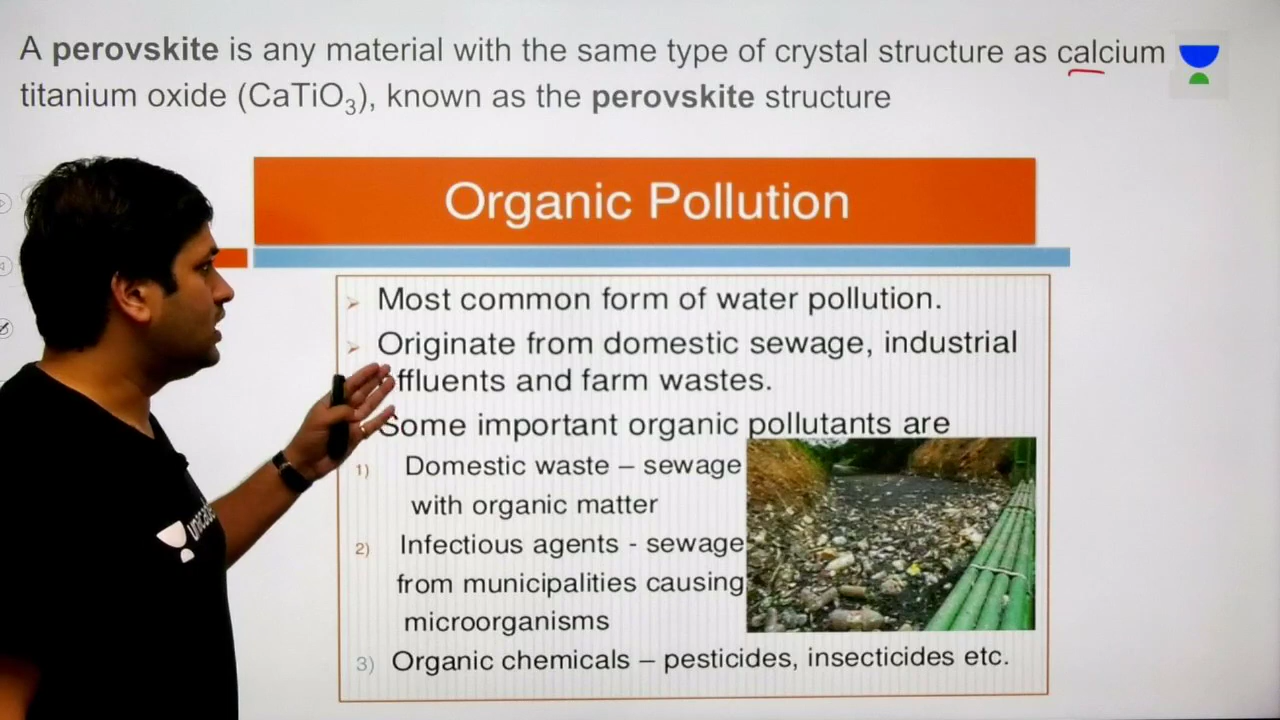 A perovskite is any material with the same type of crystal structure as calcium
titanium oxide (CaTiO₃), known as the perovskite structure
Organic Pollution
➢ Most common form of water pollution.
➢ Originate from domestic sewage, industrial
ffluents and farm wastes.
Some important organic pollutants are
1) Domestic waste – sewage
with organic matter
2) Infectious agents - sewage
from municipalities causing
microorganisms
3) Organic chemicals – pesticides, insecticides etc.